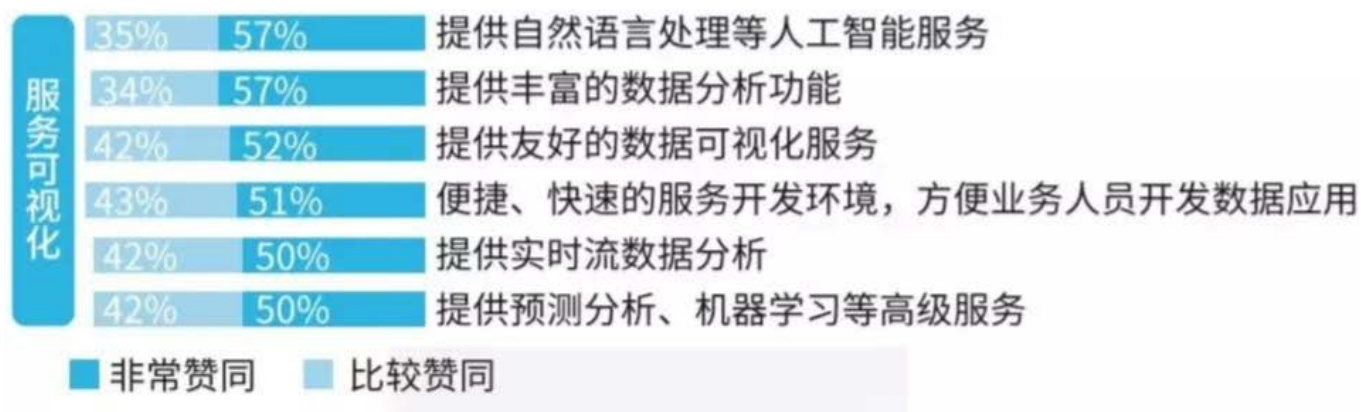 服务可视化
35% 57% 提供自然语言处理等人工智能服务
34% 57% 提供丰富的数据分析功能
42% 52% 提供友好的数据可视化服务
43% 51% 便捷、快速的服务开发环境，方便业务人员开发数据应用
42% 50% 提供实时流数据分析
42% 50% 提供预测分析、机器学习等高级服务
非常赞同 比较赞同